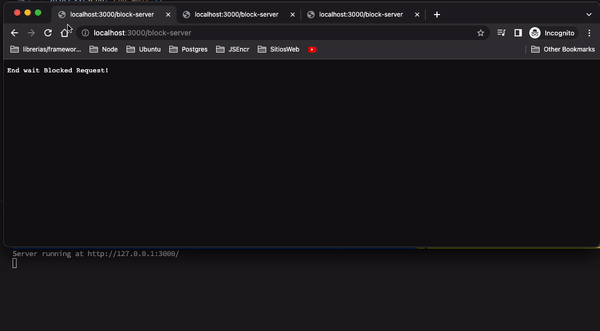 localhost:3000/block-server
localhost:3000/block-server
localhost:3000/block-server
localhost:3000/block-server
Incognito
librerias/framewor...
Node
Ubuntu
Postgres
JSEncr
SitiosWeb
Other Bookmarks
End wait Blocked Request!
Server running at http://127.0.0.1:3000/